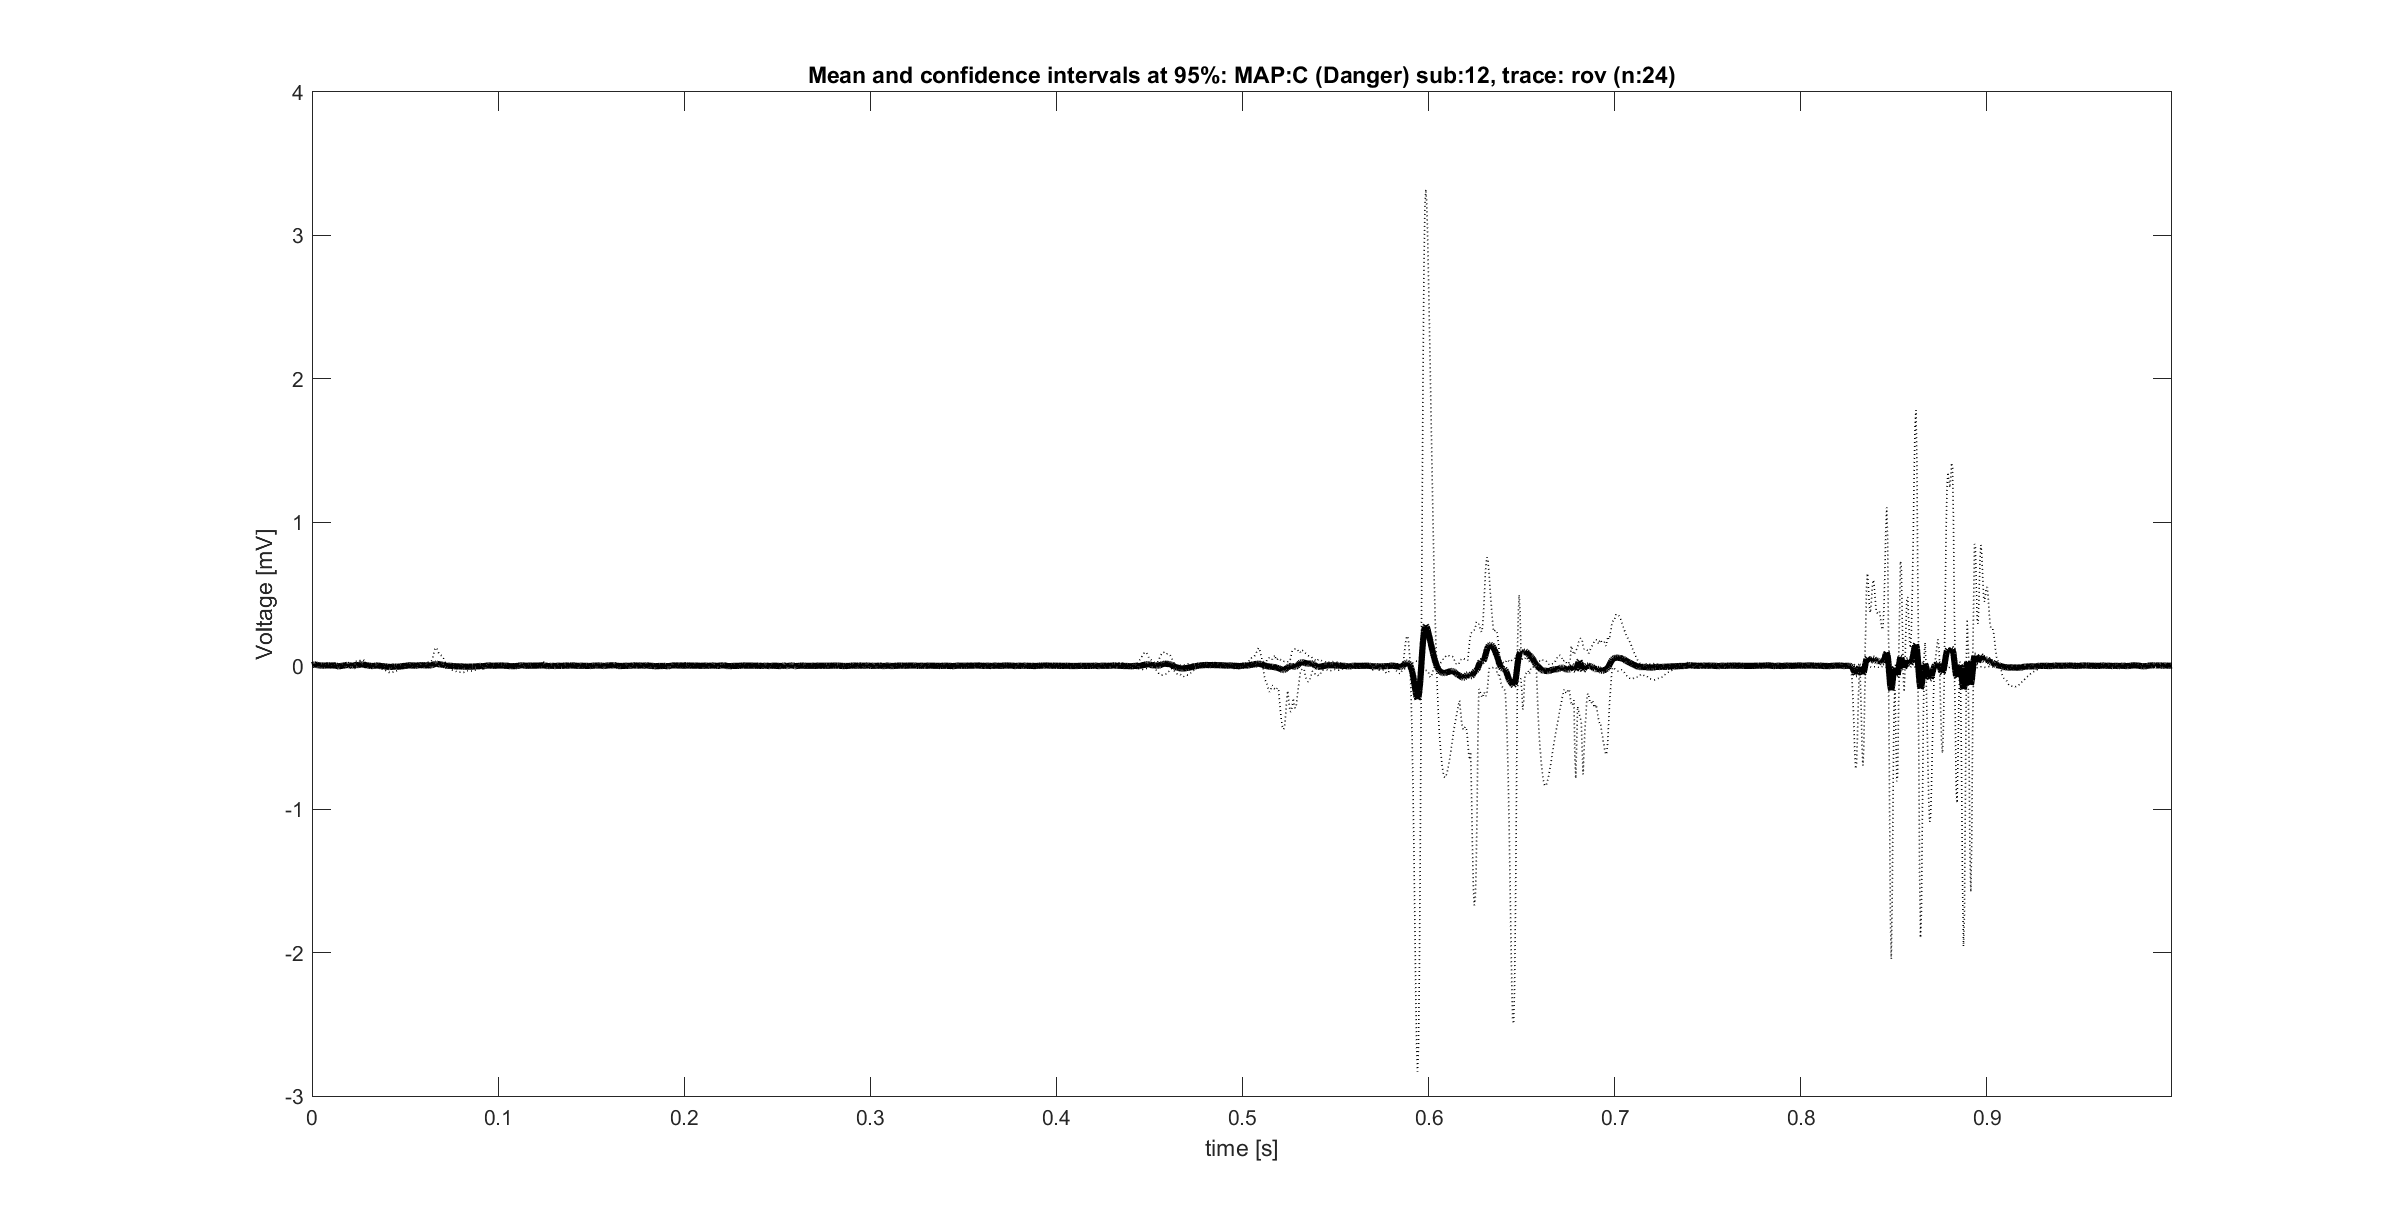 Mean and confidence intervals at 95%: MAP:C (Danger) sub:12, trace: rov (n:24)
4
3
2
1
0
-1
-2
-3
Voltage [mV]
0 0.1 0.2 0.3 0.4 0.5 0.6 0.7 0.8 0.9
time [s]